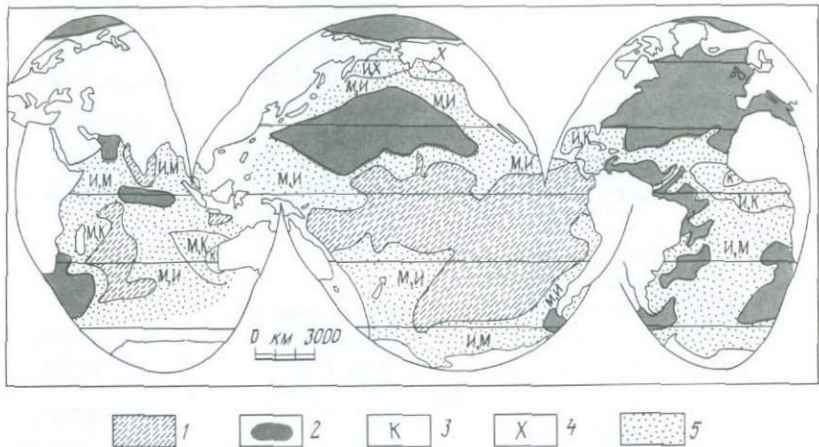 Х
И,Х
М,И
М,И
И,К
И,М
И,М
М,И
М,И
К
И,К
М,К
М,К
К
И,М
М,И
М,И
М,И
0 км 3000
И,М
1 2 К 3 Х 4 5